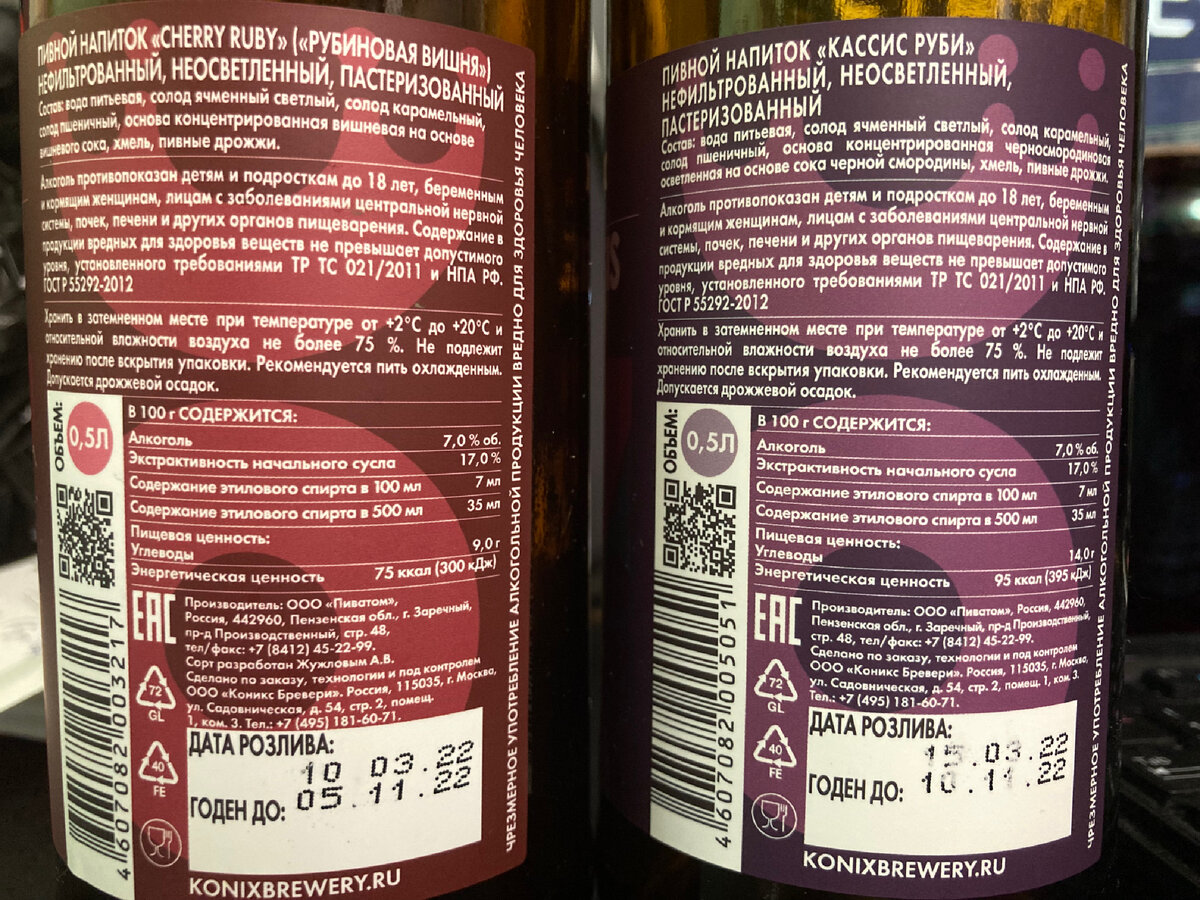 ПИВНОЙ НАПИТОК «CHERRY RUBY» («РУБИНОВАЯ ВИШНЯ»)
НЕФИЛЬТРОВАННЫЙ, НЕОСВЕТЛЕННЫЙ, ПАСТЕРИЗОВАННЫЙ
Состав: вода питьевая, солод ячменный светлый, солод карамельный,
солод пшеничный, основа концентрированная вишневая на основе
вишневого сока, хмель, пивные дрожжи.
Алкоголь противопоказан детям и подросткам до 18 лет, беременным
и кормящим женщинам, лицам с заболеваниями центральной нервной
системы, почек, печени и других органов пищеварения. Содержание в
продукции вредных для здоровья веществ не превышает допустимого
уровня, установленного требованиями ТР ТС 021/2011 и НПА РФ.
ГОСТ Р 55292-2012
Хранить в затемненном месте при температуре от +2°С до +20°С и
относительной влажности воздуха не более 75 %. Не подлежит
хранению после вскрытия упаковки. Рекомендуется пить охлажденным.
Допускается дрожжевой осадок.
ОБЪЕМ:
0,5Л
В 100 г СОДЕРЖИТСЯ:
Алкоголь 7,0 % об.
Экстрактивность начального сусла 17,0 %
Содержание этилового спирта в 100 мл 7 мл
Содержание этилового спирта в 500 мл 35 мл
Пищевая ценность:
Углеводы 9,0 г
Энергетическая ценность 75 ккал (300 кДж)
EAC
Производитель: ООО «Пиватом»,
Россия, 442960, Пензенская обл., г. Заречный,
пр-д Производственный, стр. 48,
тел/факс: +7 (8412) 45-22-99.
Сорт разработан Жужловым А.В.
Сделано по заказу, технологии и под контролем
ООО «Коникс Бревери». Россия, 115035, г. Москва,
ул. Садовническая, д. 54, стр. 2, помещ.
1, ком. 3. Тел.: +7 (495) 181-60-71.
72
GL
40
FE
ДАТА РОЗЛИВА:
10 03.22
ГОДЕН ДО: 05.11.22
4 607082 003217
KONIXBREWERY.RU
ЧРЕЗМЕРНОЕ УПОТРЕБЛЕНИЕ АЛКОГОЛЬНОЙ ПРОДУКЦИИ ВРЕДНО ДЛЯ ЗДОРОВЬЯ ЧЕЛОВЕКА
ПИВНОЙ НАПИТОК «КАССИС РУБИ»
НЕФИЛЬТРОВАННЫЙ, НЕОСВЕТЛЕННЫЙ,
ПАСТЕРИЗОВАННЫЙ
Состав: вода питьевая, солод ячменный светлый, солод карамельный,
солод пшеничный, основа концентрированная черносмородиновая
осветленная на основе сока черной смородины, хмель, пивные дрожжи.
Алкоголь противопоказан детям и подросткам до 18 лет, беременным
и кормящим женщинам, лицам с заболеваниями центральной нервной
системы, почек, печени и других органов пищеварения. Содержание в
продукции вредных для здоровья веществ не превышает допустимого
уровня, установленного требованиями ТР ТС 021/2011 и НПА РФ.
ГОСТ Р 55292-2012
Хранить в затемненном месте при температуре от +2°С до +20°С и
относительной влажности воздуха не более 75 %. Не подлежит
хранению после вскрытия упаковки. Рекомендуется пить охлажденным.
Допускается дрожжевой осадок.
ОБЪЕМ:
0,5Л
В 100 г СОДЕРЖИТСЯ:
Алкоголь 7,0 % об.
Экстрактивность начального сусла 17,0 %
Содержание этилового спирта в 100 мл 7 мл
Содержание этилового спирта в 500 мл 35 мл
Пищевая ценность:
Углеводы 14,0 г
Энергетическая ценность 95 ккал (395 кДж)
EAC
Производитель: ООО «Пиватом», Россия, 442960,
Пензенская обл., г. Заречный, пр-д Производственный,
стр. 48, тел/факс: +7 (8412) 45-22-99.
Сделано по заказу, технологии и под контролем
ООО «Коникс Бревери». Россия, 115035, г. Москва,
ул. Садовническая, д. 54, стр. 2, помещ. 1, ком. 3.
Тел.: +7 (495) 181-60-71.
72
GL
40
FE
ДАТА РОЗЛИВА:
15.03.22
ГОДЕН ДО: 10.11.22
4 607082 005051
KONIXBREWERY.RU
ЧРЕЗМЕРНОЕ УПОТРЕБЛЕНИЕ АЛКОГОЛЬНОЙ ПРОДУКЦИИ ВРЕДНО ДЛЯ ЗДОРОВЬЯ ЧЕЛОВЕКА